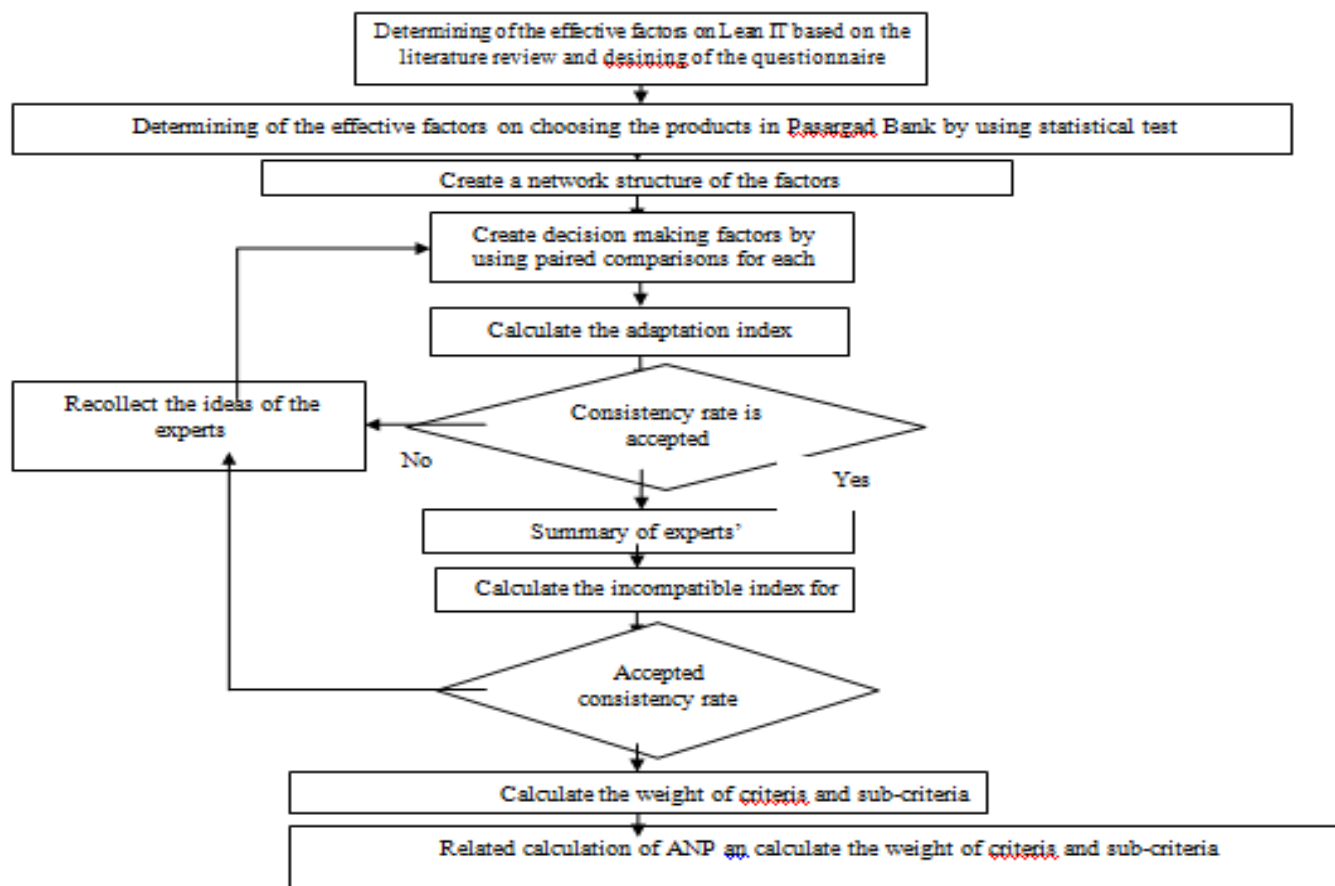 Determining of the effective factors on Lean IT based on the
literature review and desining of the questionnaire
Determining of the effective factors on choosing the products in Pasargad Bank by using statistical test
Create a network structure of the factors
Create decision making factors by
using paired comparisons for each
Calculate the adaptation index
Recollect the ideas of the
experts
Consistency rate is
accepted
No
Yes
Summary of experts’
Calculate the incompatible index for
Accepted
consistency rate
Calculate the weight of criteris and sub-criteria
Related calculation of ANP an calculate the weight of criteris and sub-criteria